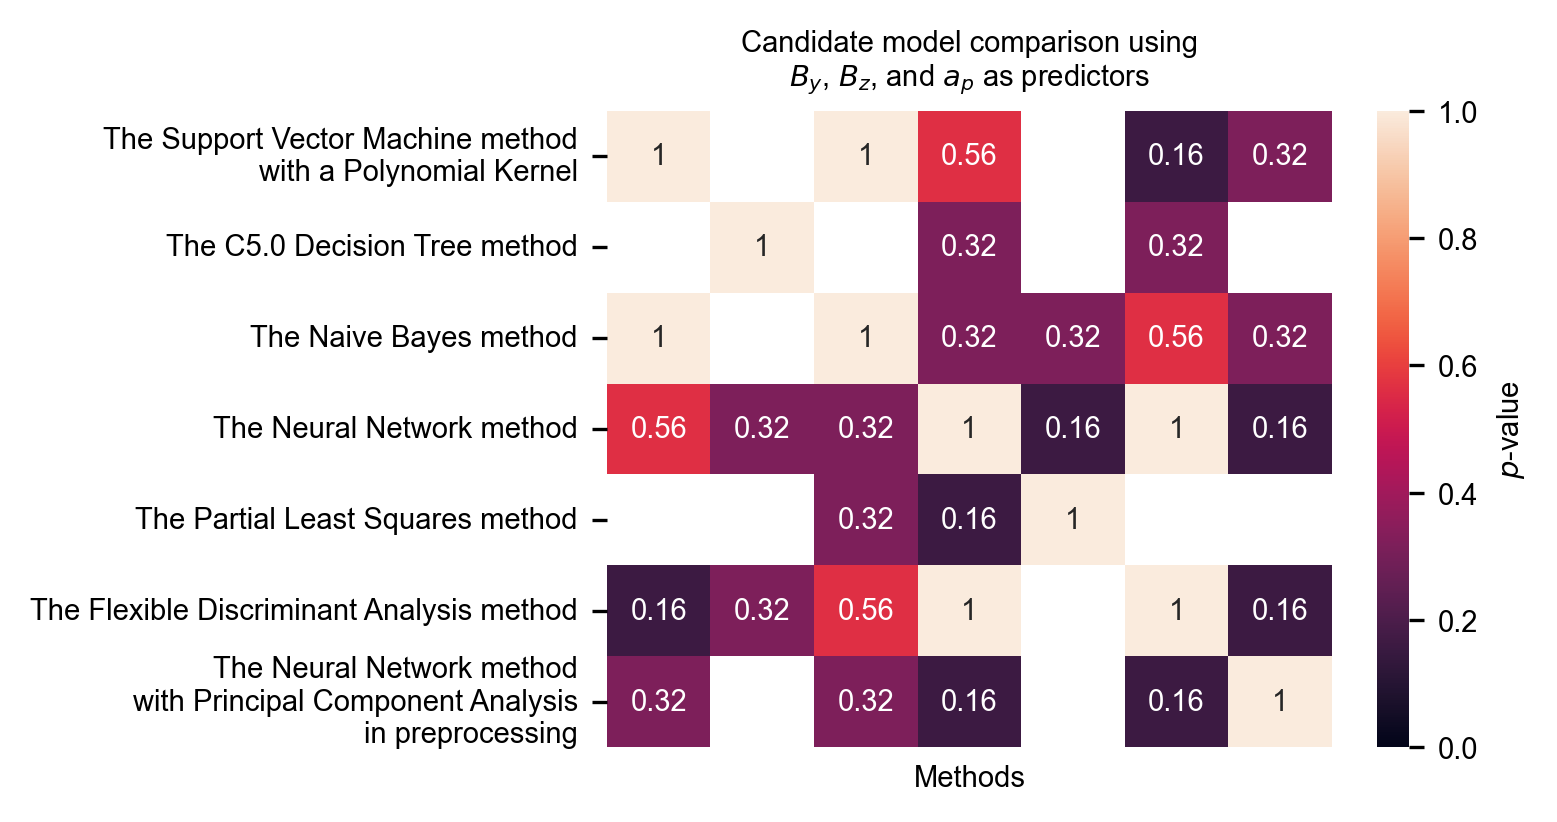 Candidate model comparison using
B_y, B_z, and a_p as predictors
The Support Vector Machine method
with a Polynomial Kernel
1 1 0.56 0.16 0.32
The C5.0 Decision Tree method
1 0.32 0.32
The Naive Bayes method
1 1 0.32 0.32 0.56 0.32
The Neural Network method
0.56 0.32 0.32 1 0.16 1 0.16
The Partial Least Squares method
0.32 0.16 1
The Flexible Discriminant Analysis method
0.16 0.32 0.56 1 1 0.16
The Neural Network method
with Principal Component Analysis
in preprocessing
0.32 0.32 0.16 0.16 1
Methods
1.0
0.8
0.6
0.4
0.2
0.0
p-value